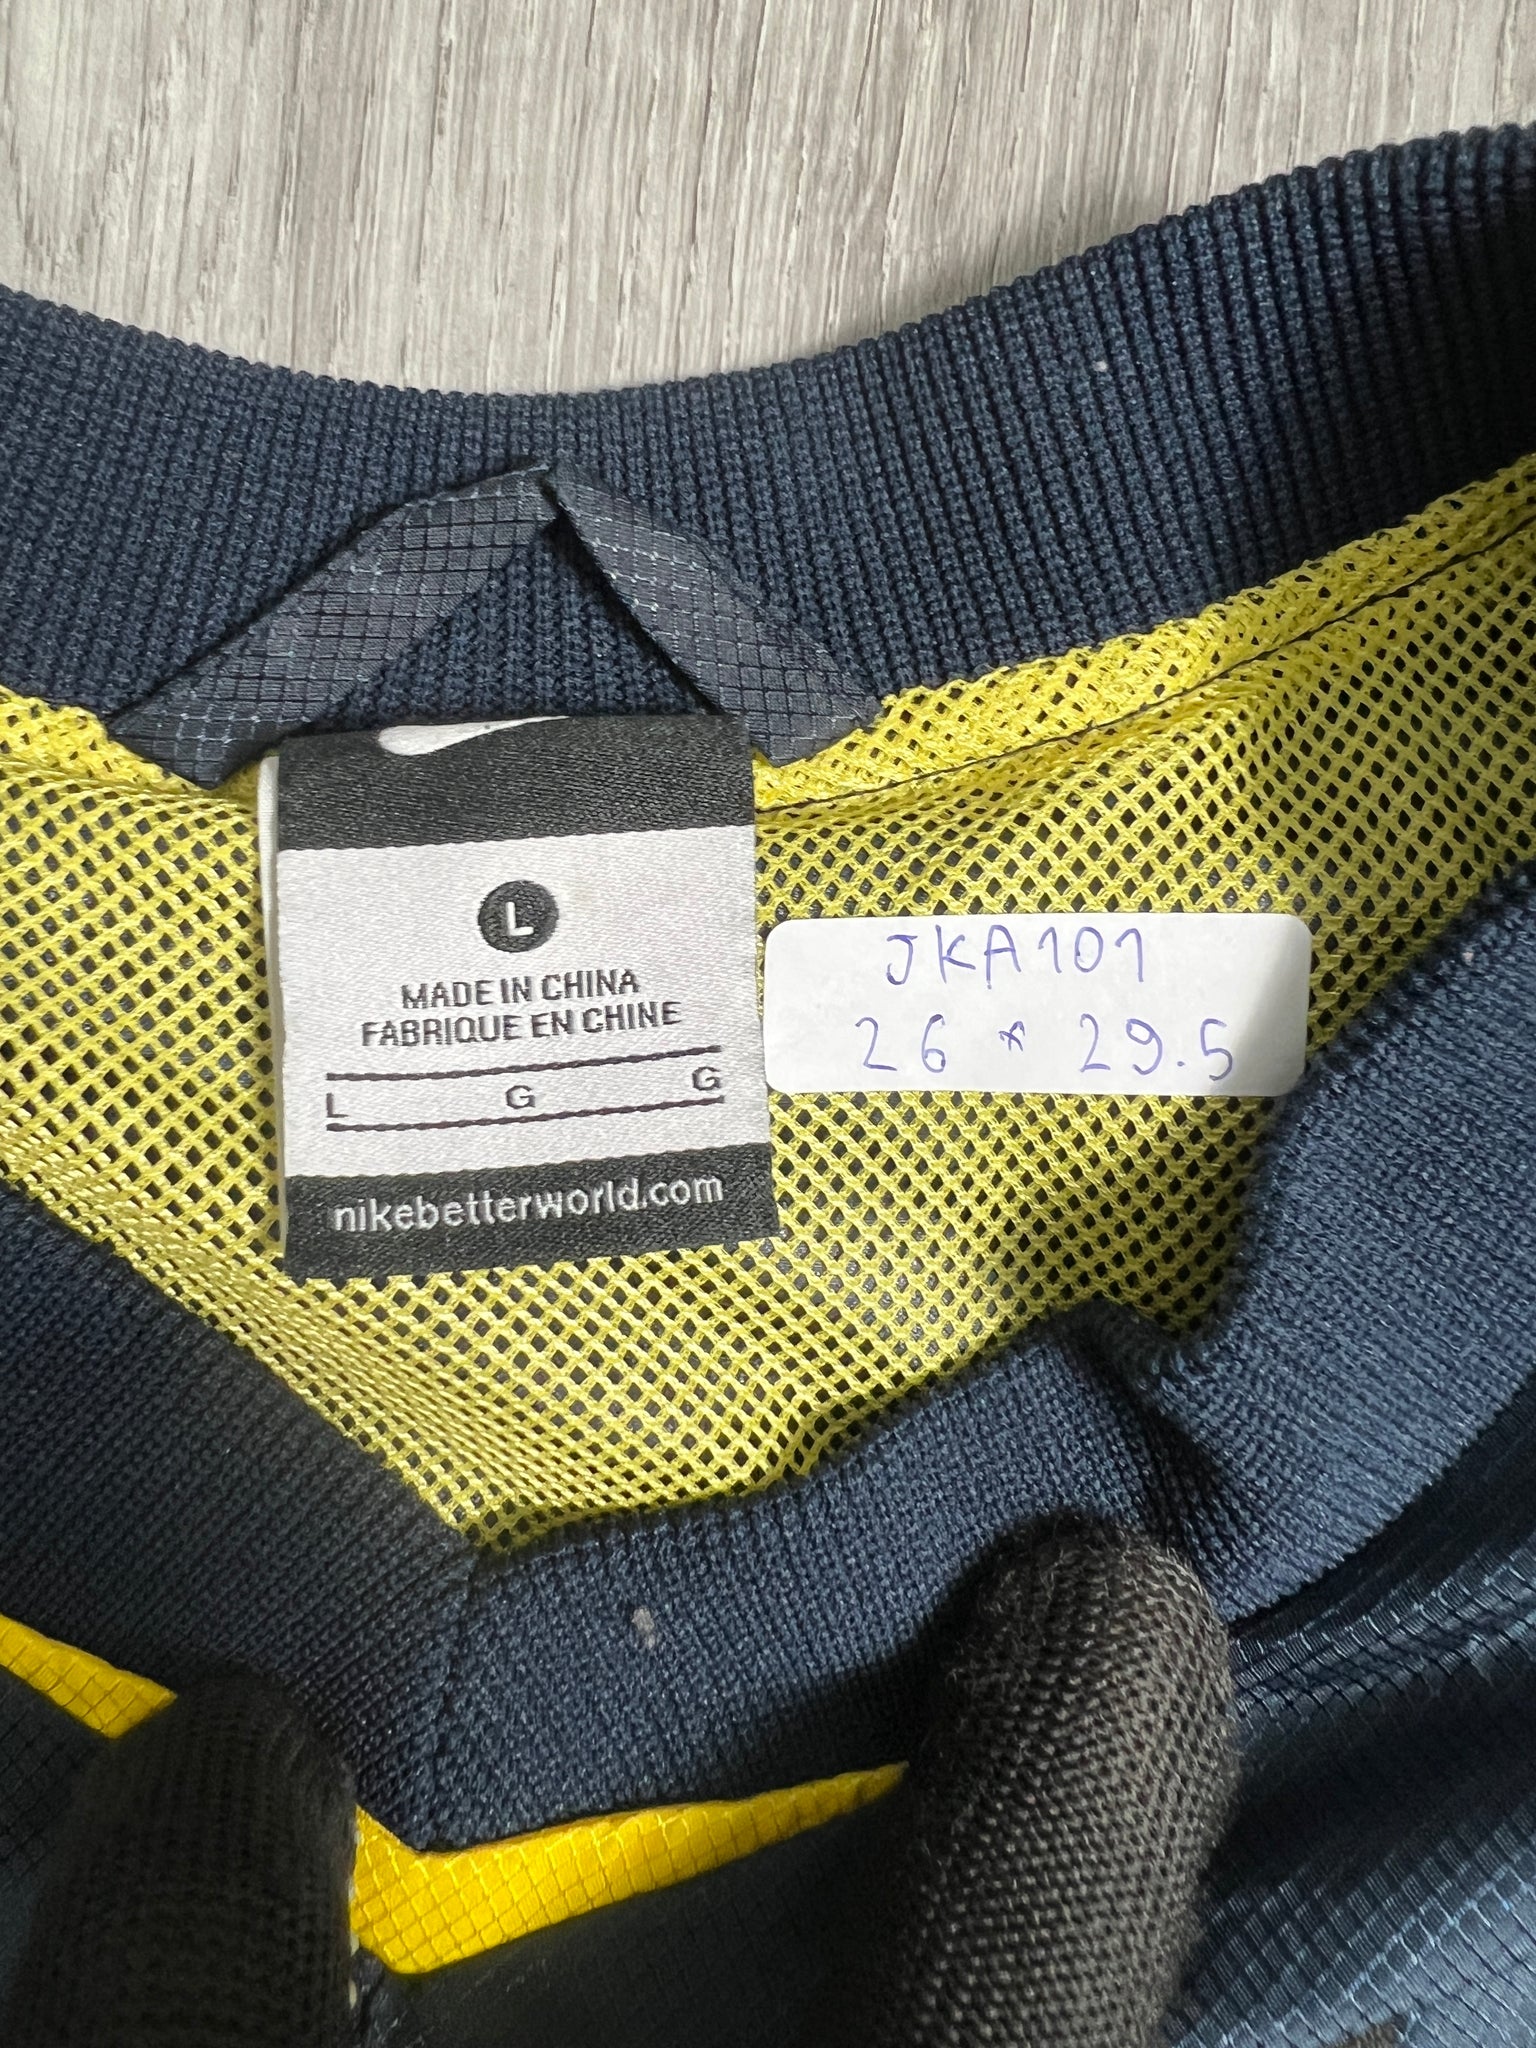 L
MADE IN CHINA
FABRIQUE EN CHINE
L G G
nikebetterworld.com
JKA101
26 * 29.5